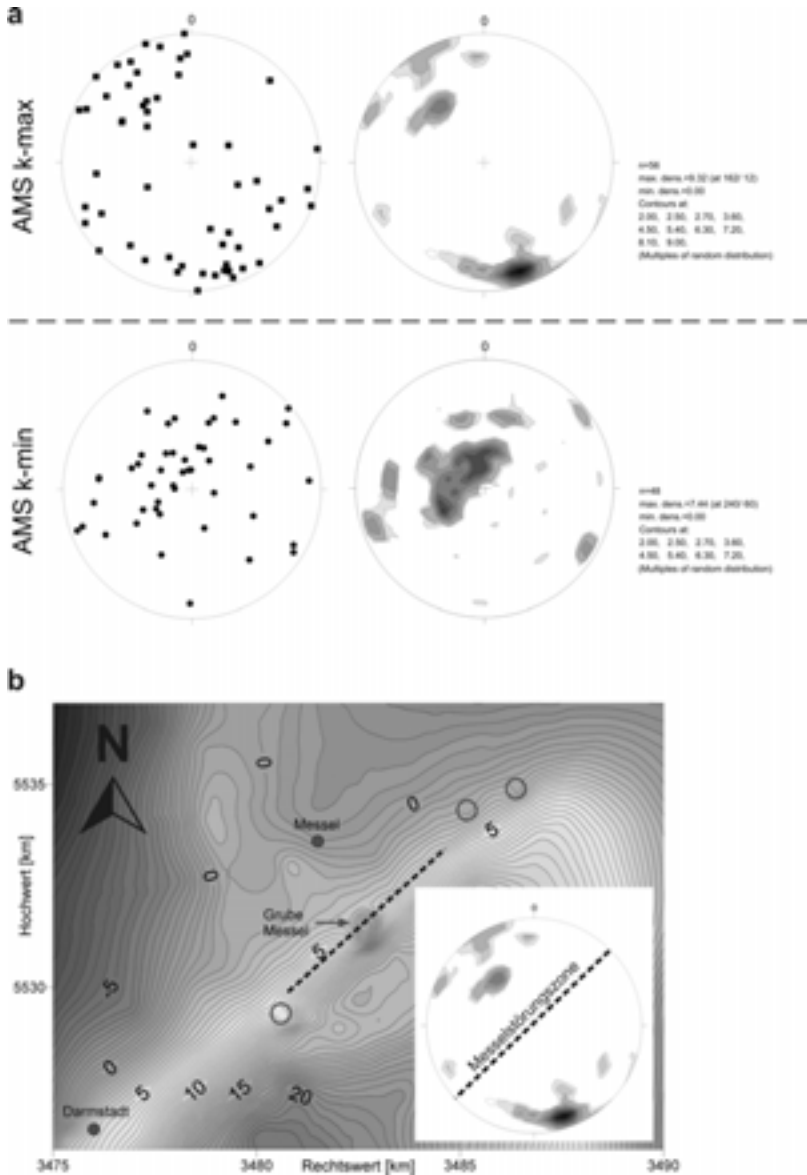 a
0
AMS k-max
n=56
max. dens.=9.32 (at 162/ 12)
min. dens.=0.00
Contours at:
2.00, 2.50, 2.70, 3.60,
4.50, 5.40, 6.30, 7.20,
8.10, 9.00,
(Multiples of random distribution)
0
0
AMS k-min
0
max. dens.=7.44
min. dens.=0.00
Contours at:
2.00, 2.50, 2.70, 3.60,
4.50, 5.40, 6.30, 7.20,
(Multiples of random distribution)
b
N
5535
0
0
5
Messel
0
Hochwert [km]
Grube
Messel
5
5530
-5
Messelstörungszone
0
5
10
15
20
Darmstadt
3475
3480
Rechtswert [km]
3485
3490